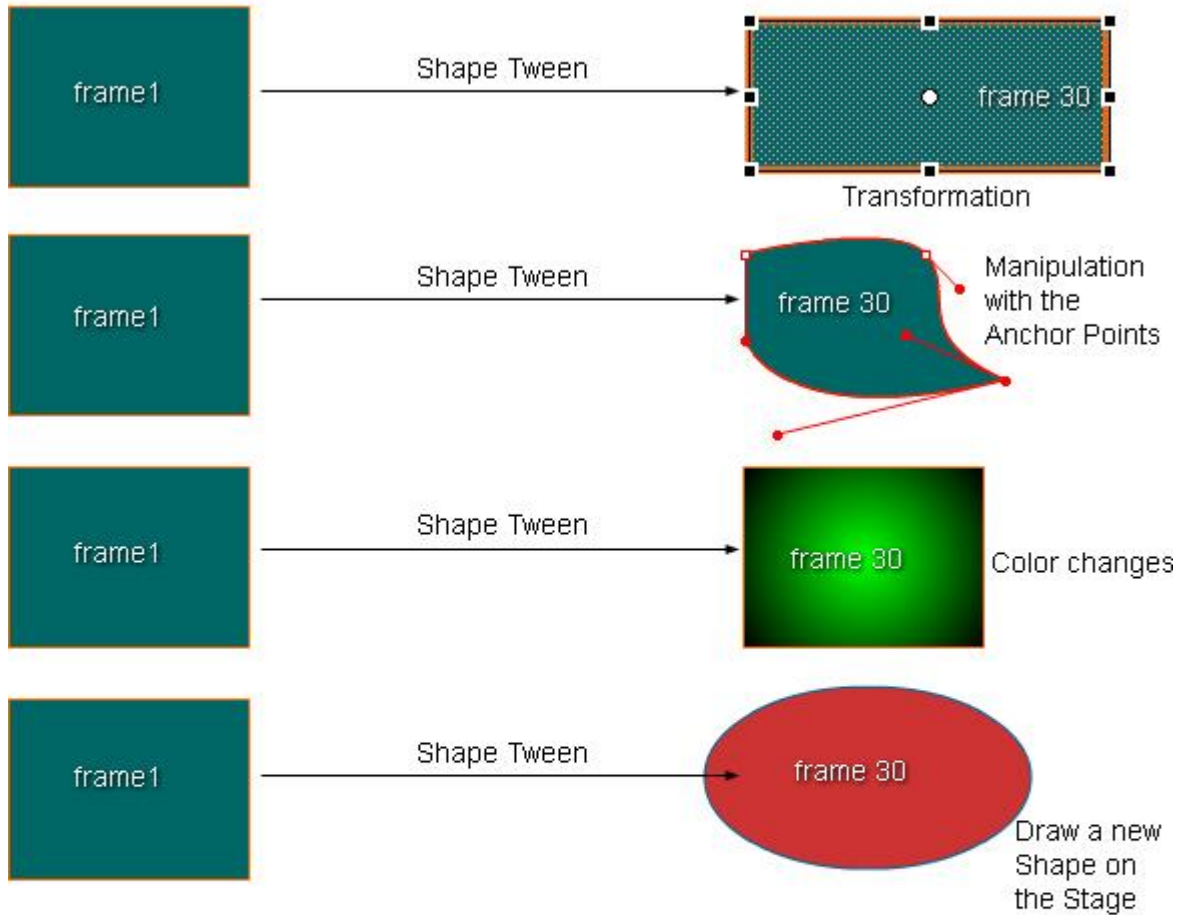 frame1
Shape Tween
frame 30
Transformation
frame1
Shape Tween
frame 30
Manipulation
with the
Anchor Points
frame1
Shape Tween
frame 30
Color changes
frame1
Shape Tween
frame 30
Draw a new
Shape on
the Stage